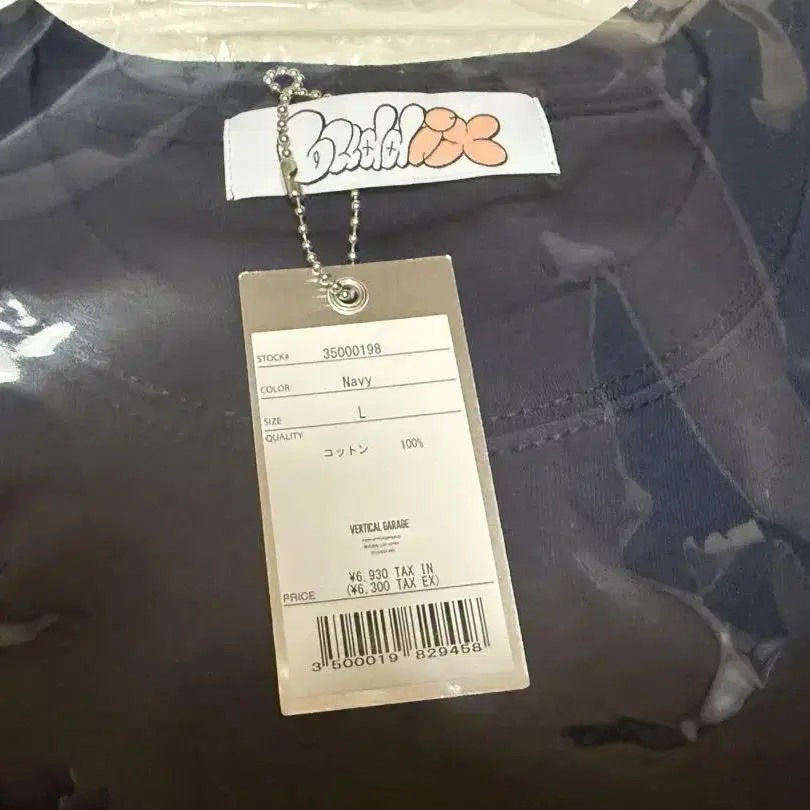 Buddix
STOCK# 35000198
COLOR Navy
SIZE L
QUALITY
コットン 100%
VERTICAL GARAGE
¥6,930 TAX IN
PRICE (¥6,300 TAX EX)
3 500019 829458